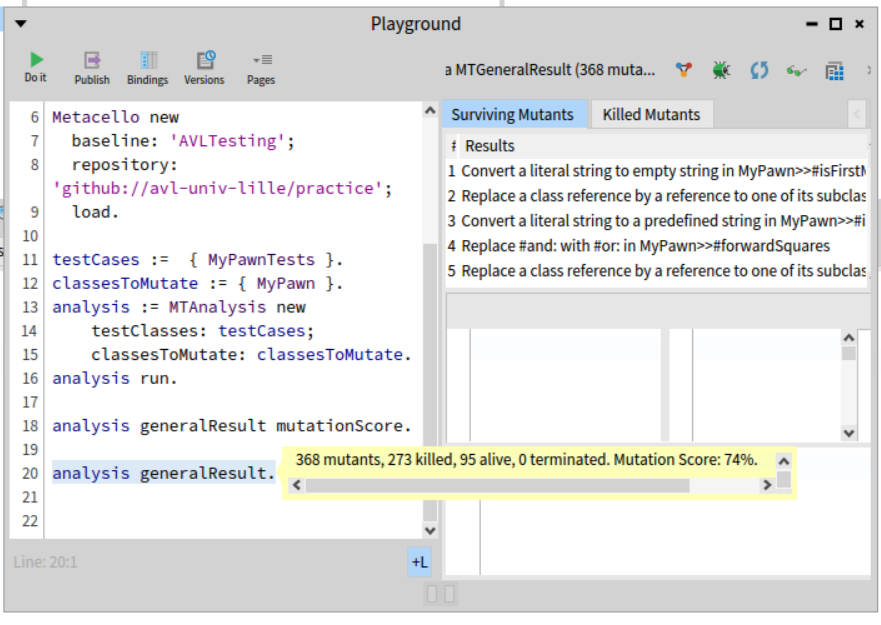 Playground
Do it Publish Bindings Versions Pages
a MTGeneralResult (368 muta...
6 Metacello new
7 baseline: 'AVLTesting';
8 repository:
'github://avl-univ-lille/practice';
9 load.
10
11 testCases := { MyPawnTests }.
12 classesToMutate := { MyPawn }.
13 analysis := MTAnalysis new
14 testClasses: testCases;
15 classesToMutate: classesToMutate.
16 analysis run.
17
18 analysis generalResult mutationScore.
19
20 analysis generalResult.
21
22
Line: 20:1
+L
Surviving Mutants Killed Mutants
Results
1 Convert a literal string to empty string in MyPawn>>#isFirstM
2 Replace a class reference by a reference to one of its subclas
3 Convert a literal string to a predefined string in MyPawn>>#i
4 Replace #and: with #or: in MyPawn>>#forwardSquares
5 Replace a class reference by a reference to one of its subclas
368 mutants, 273 killed, 95 alive, 0 terminated. Mutation Score: 74%.